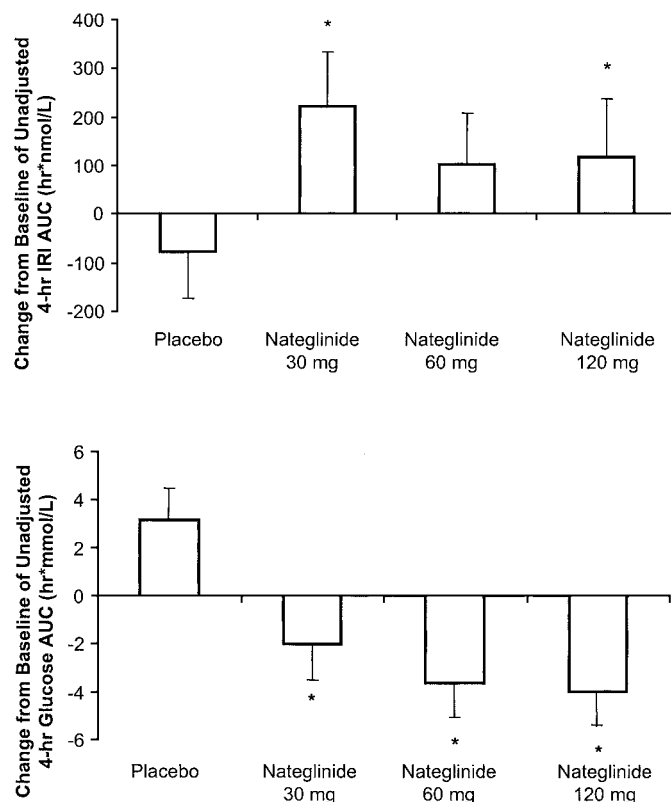 Change from Baseline of Unadjusted
4-hr IRI AUC (hr*nmol/L)
400
300
200
100
0
-100
-200
*
*
Placebo
Nateglinide
30 mg
Nateglinide
60 mg
Nateglinide
120 mg
Change from Baseline of Unadjusted
4-hr Glucose AUC (hr*mmol/L)
6
4
2
0
-2
-4
-6
*
*
*
Placebo
Nateglinide
30 mg
Nateglinide
60 mg
Nateglinide
120 mg